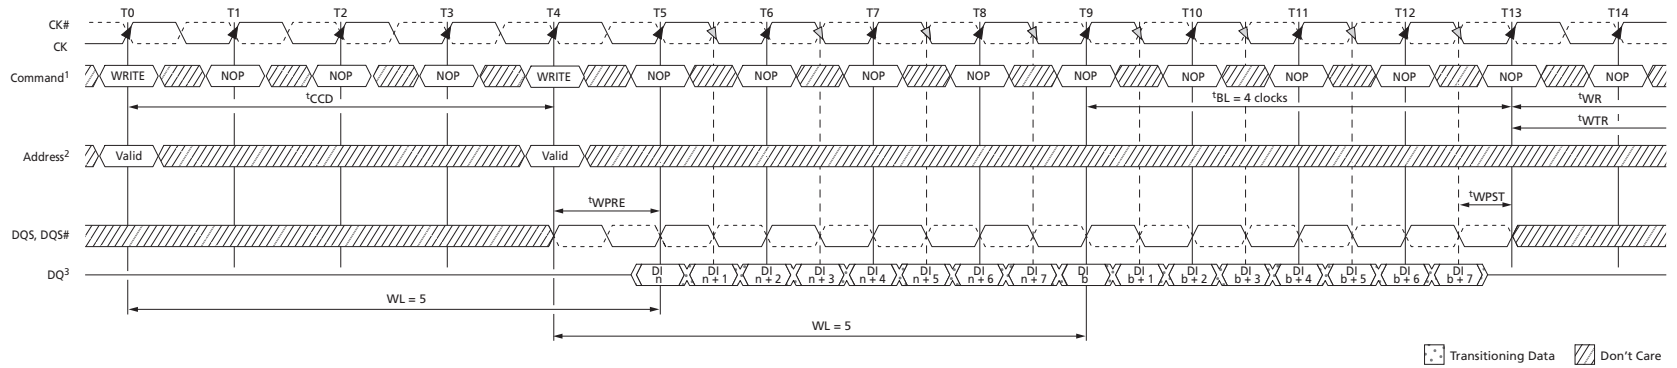 T0 T1 T2 T3 T4 T5 T6 T7 T8 T9 T10 T11 T12 T13 T14
CK#
CK
Command1 WRITE NOP NOP NOP WRITE NOP NOP NOP NOP NOP NOP NOP NOP NOP NOP
tCCD tBL = 4 clocks tWR
tWTR
Address2 Valid Valid
tWPRE tWPST
DQS, DQS#
DQ3 DI n DI n + 1 DI n + 2 DI n + 3 DI n + 4 DI n + 5 DI n + 6 DI n + 7 DI b DI b + 1 DI b + 2 DI b + 3 DI b + 4 DI b + 5 DI b + 6 DI b + 7
WL = 5
WL = 5
Transitioning Data Don't Care